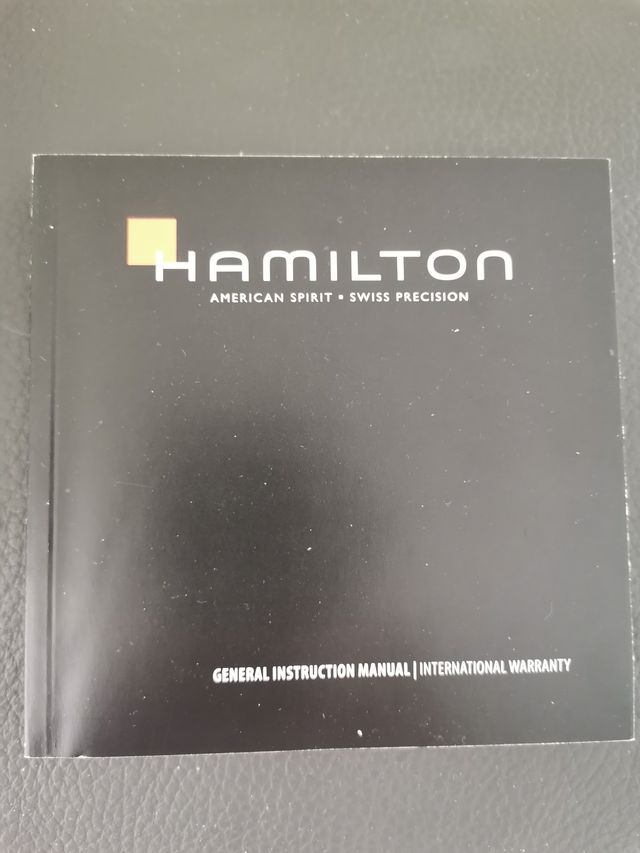 HAMILTON
AMERICAN SPIRIT ▪ SWISS PRECISION
GENERAL INSTRUCTION MANUAL | INTERNATIONAL WARRANTY